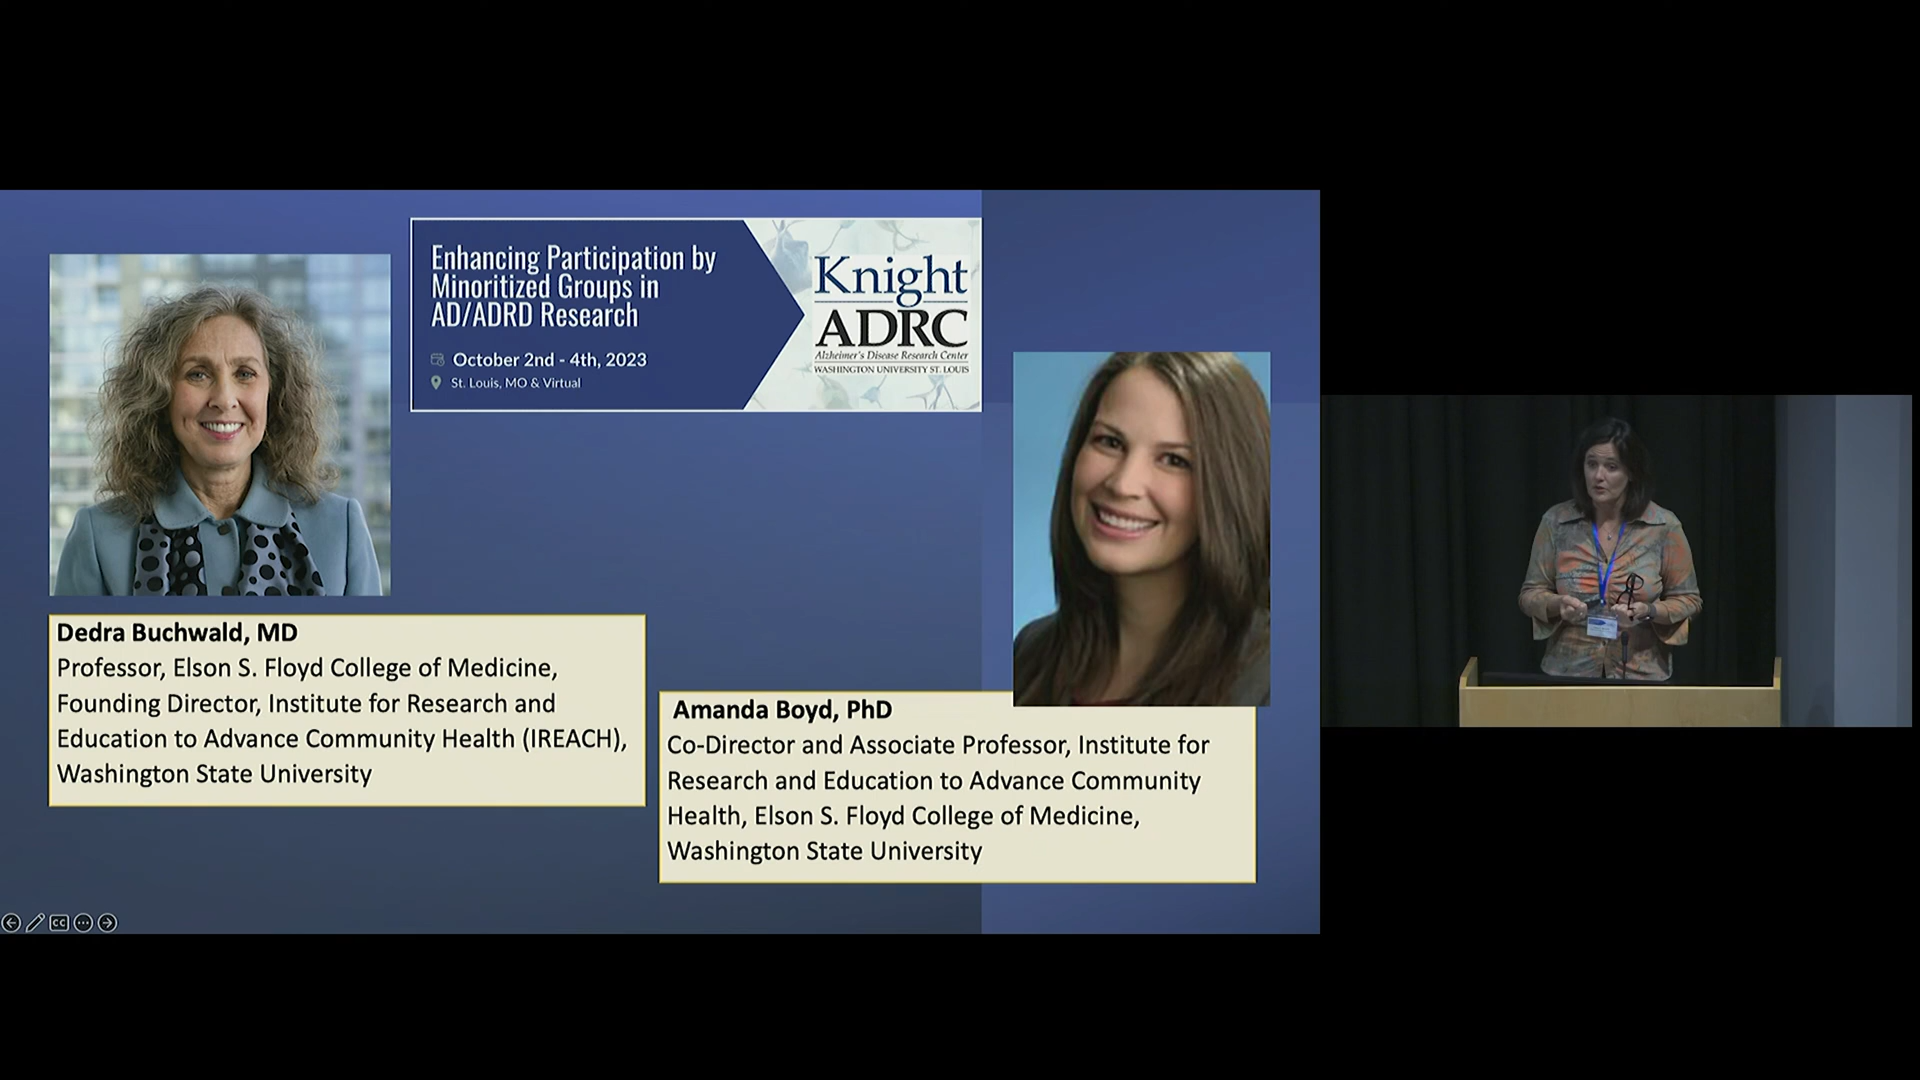 Enhancing Participation by
Minoritized Groups in
AD/ADRD Research
October 2nd - 4th, 2023
St. Louis, MO & Virtual
Knight
ADRC
Alzheimer's Disease Research Center
WASHINGTON UNIVERSITY ST. LOUIS
Dedra Buchwald, MD
Professor, Elson S. Floyd College of Medicine,
Founding Director, Institute for Research and
Education to Advance Community Health (IREACH),
Washington State University
Amanda Boyd, PhD
Co-Director and Associate Professor, Institute for
Research and Education to Advance Community
Health, Elson S. Floyd College of Medicine,
Washington State University
CC